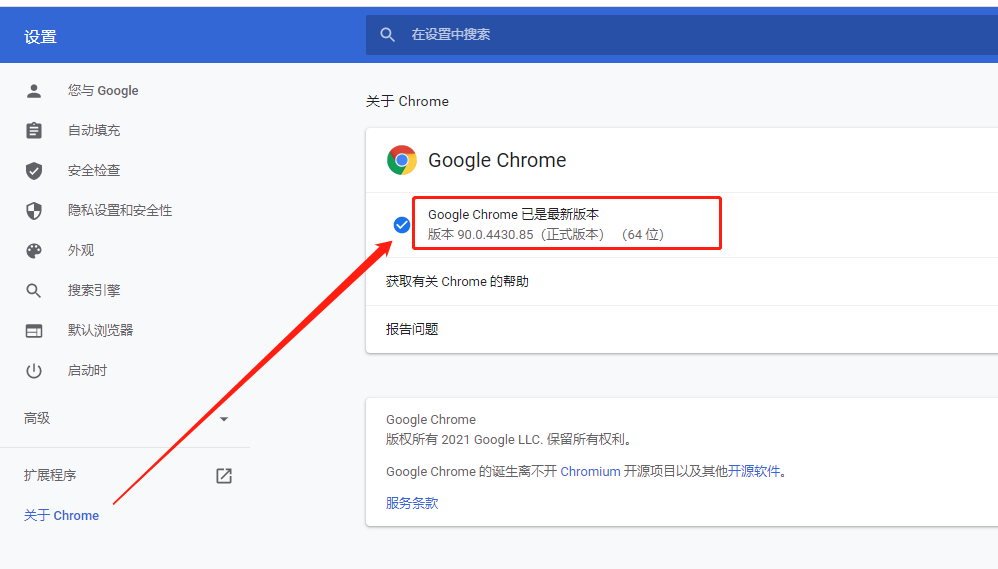 设置
在设置中搜索
您与 Google
自动填充
安全检查
隐私设置和安全性
外观
搜索引擎
默认浏览器
启动时
高级
扩展程序
关于 Chrome
关于 Chrome
Google Chrome
Google Chrome 已是最新版本
版本 90.0.4430.85（正式版本） （64 位）
获取有关 Chrome 的帮助
报告问题
Google Chrome
版权所有 2021 Google LLC. 保留所有权利。
Google Chrome 的诞生离不开 Chromium 开源项目以及其他开源软件。
服务条款